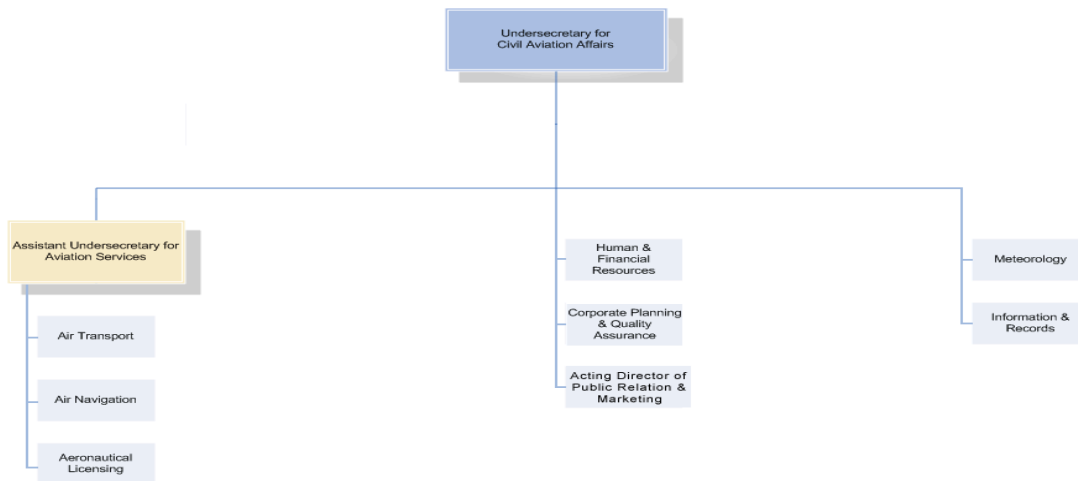 Undersecretary for
Civil Aviation Affairs
Assistant Undersecretary for
Aviation Services
Air Transport
Air Navigation
Aeronautical
Licensing
Human &
Financial
Resources
Corporate Planning
& Quality
Assurance
Acting Director of
Public Relation &
Marketing
Meteorology
Information &
Records